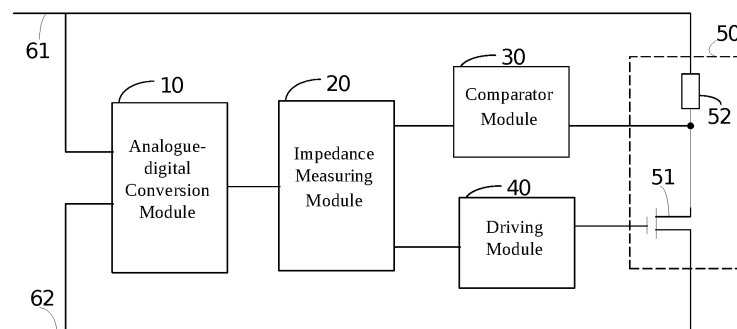 50
61
10
20
30
52
Analogue-
digital
Conversion
Module
Impedance
Measuring
Module
Comparator
Module
40
51
Driving
Module
62